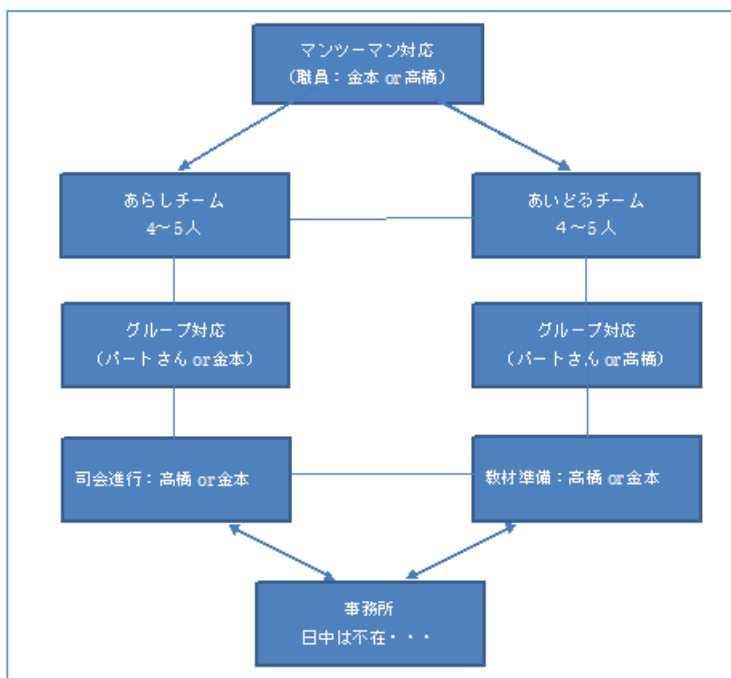 マンツーマン対応
（職員：金本 or 高橋）
あらしチーム
4～5人
あいどるチーム
４～５人
グループ対応
（パートさん or 金本）
グループ対応
（パートさん or 高橋）
司会進行：高橋 or 金本
教材準備：高橋 or 金本
事務所
日中は不在・・・